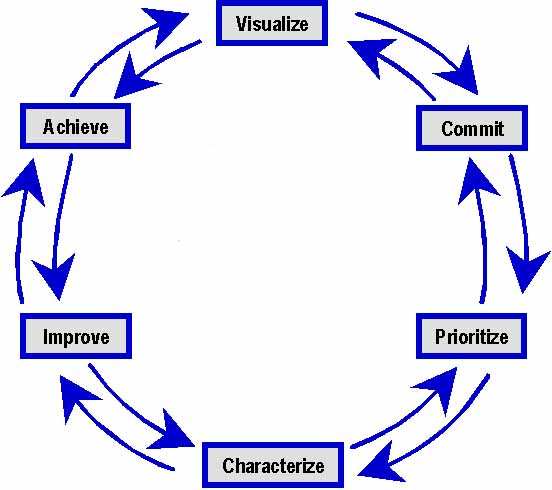 Visualize
Achieve
Commit
Improve
Prioritize
Characterize